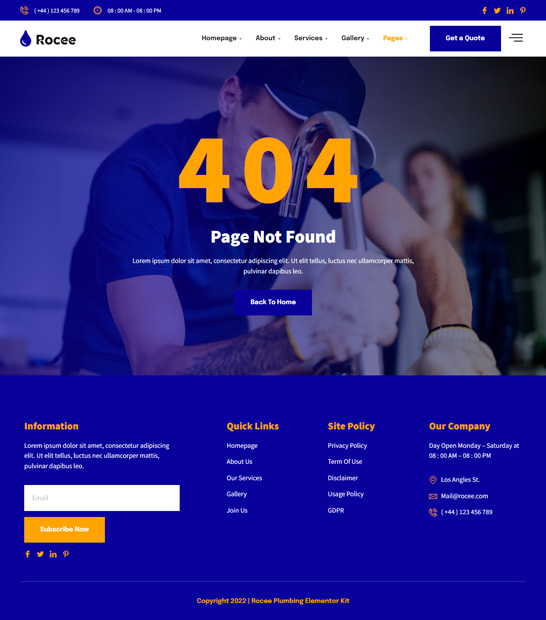 ( +44 ) 123 456 789
08 : 00 AM - 08 : 00 PM
Rocee
Homepage
About
Services
Gallery
Pages
Get a Quote
404
Page Not Found
Lorem ipsum dolor sit amet, consectetur adipiscing elit. Ut elit tellus, luctus nec ullamcorper mattis,
pulvinar dapibus leo.
Back To Home
Information
Lorem ipsum dolor sit amet, consectetur adipiscing
elit. Ut elit tellus, luctus nec ullamcorper mattis,
pulvinar dapibus leo.
Email
Subscribe Now
Quick Links
Homepage
About Us
Our Services
Gallery
Join Us
Site Policy
Privacy Policy
Term Of Use
Disclaimer
Usage Policy
GDPR
Our Company
Day Open Monday – Saturday at
08 : 00 AM – 08 : 00 PM
Los Angles St.
Mail@rocee.com
( +44 ) 123 456 789
Copyright 2022 | Rocee Plumbing Elementor Kit